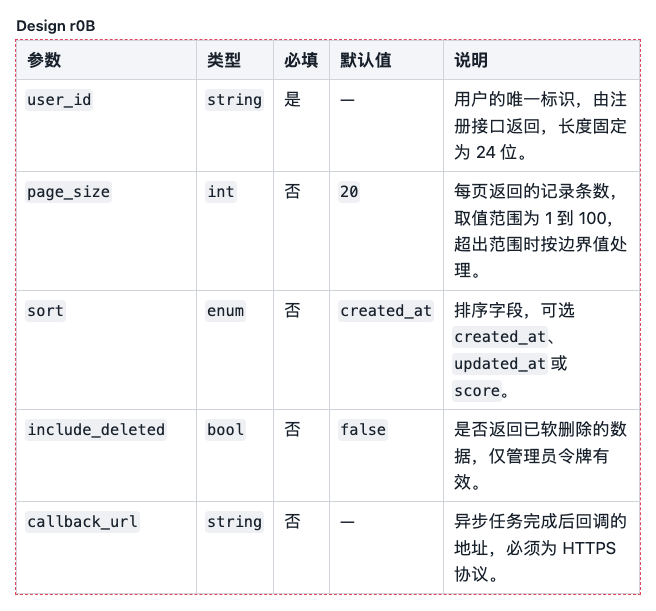 Design r0B
参数 类型 必填 默认值 说明
user_id string 是 — 用户的唯一标识，由注
册接口返回，长度固定
为 24 位。
page_size int 否 20 每页返回的记录条数，
取值范围为 1 到 100，
超出范围时按边界值处
理。
sort enum 否 created_at 排序字段，可选
created_at、
updated_at 或
score。
include_deleted bool 否 false 是否返回已软删除的数
据，仅管理员令牌有
效。
callback_url string 否 — 异步任务完成后回调的
地址，必须为 HTTPS
协议。